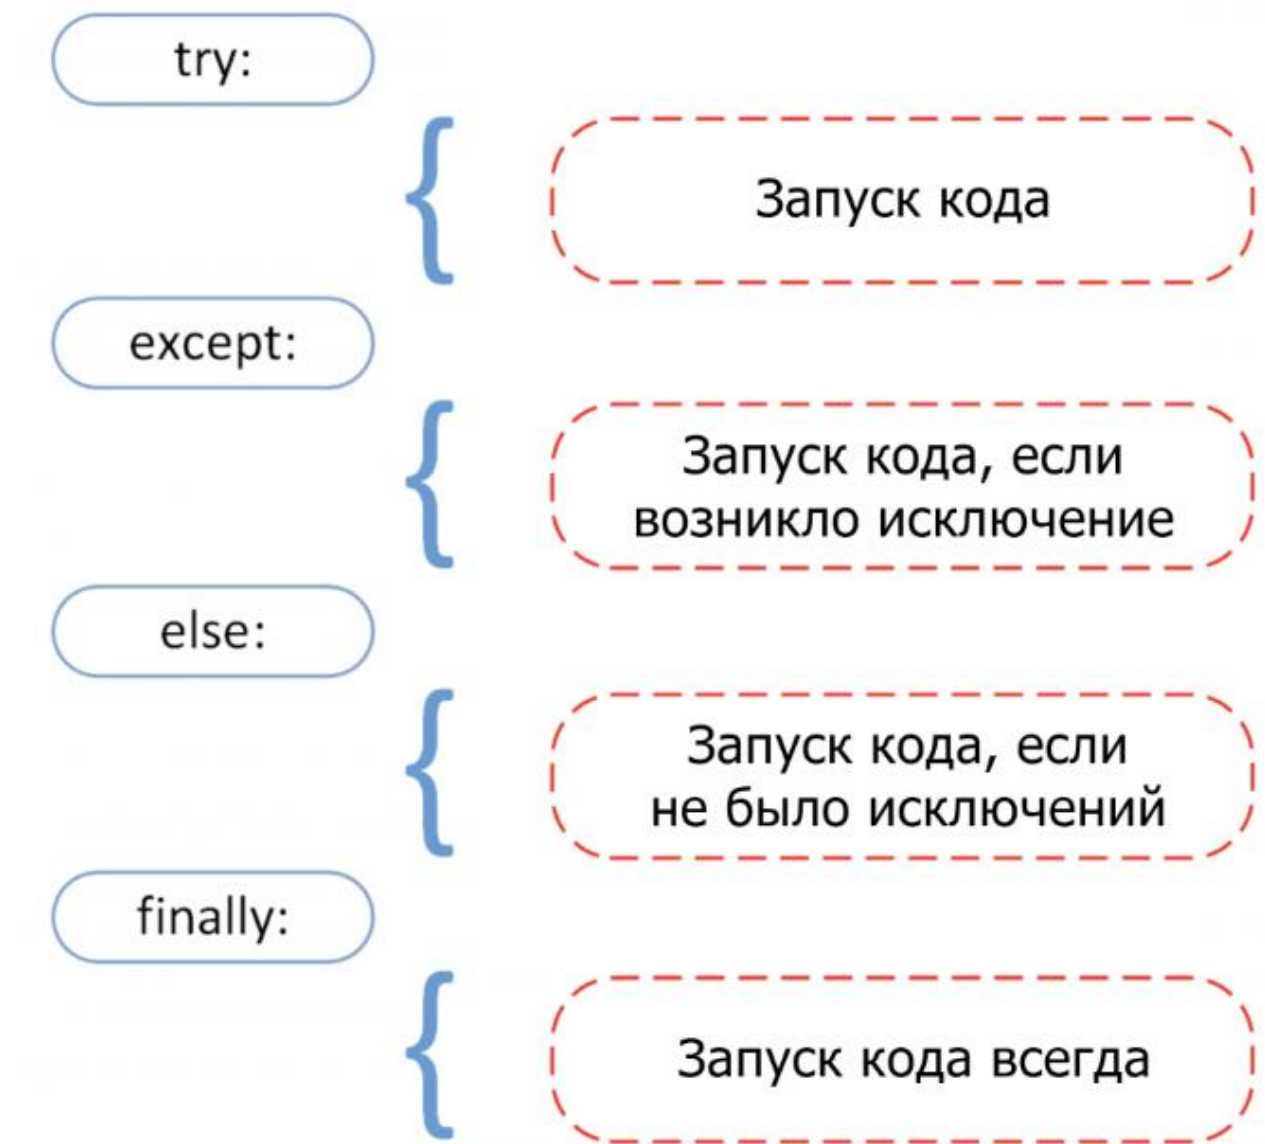 try:
Запуск кода
except:
Запуск кода, если
возникло исключение
else:
Запуск кода, если
не было исключений
finally:
Запуск кода всегда